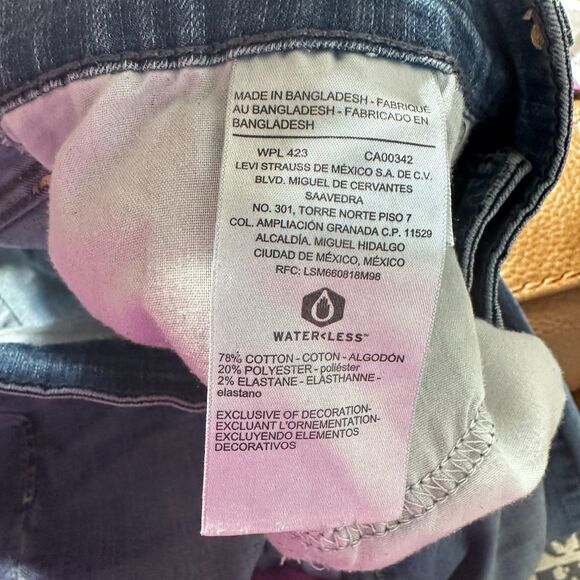 MADE IN BANGLADESH - FABRIQUÉ
AU BANGLADESH - FABRICADO EN
BANGLADESH
WPL 423 CA00342
LEVI STRAUSS DE MÉXICO S.A. DE C.V.
BLVD. MIGUEL DE CERVANTES
SAAVEDRA
NO. 301, TORRE NORTE PISO 7
COL. AMPLIACIÓN GRANADA C.P. 11529
ALCALDÍA. MIGUEL HIDALGO
CIUDAD DE MÉXICO, MÉXICO
RFC: LSM660818M98
WATER<LESS™
78% COTTON - COTON - ALGODÓN
20% POLYESTER - poliéster
2% ELASTANE - ÉLASTHANNE -
elastano
EXCLUSIVE OF DECORATION-
EXCLUANT L'ORNEMENTATION-
EXCLUYENDO ELEMENTOS
DECORATIVOS